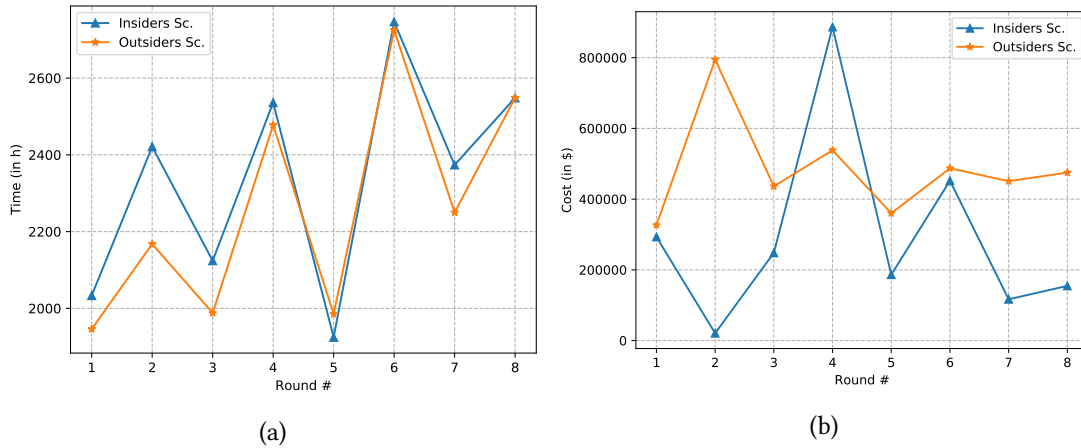 Insiders Sc.
Outsiders Sc.
Time (in h)
2600
2400
2200
2000
1 2 3 4 5 6 7 8
Round #
(a)
Insiders Sc.
Outsiders Sc.
Cost (in $)
800000
600000
400000
200000
0
1 2 3 4 5 6 7 8
Round #
(b)